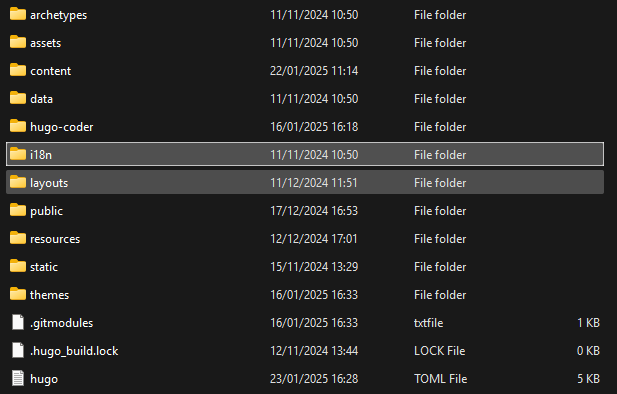 archetypes 11/11/2024 10:50 File folder
assets 11/11/2024 10:50 File folder
content 22/01/2025 11:14 File folder
data 11/11/2024 10:50 File folder
hugo-coder 16/01/2025 16:18 File folder
i18n 11/11/2024 10:50 File folder
layouts 11/12/2024 11:51 File folder
public 17/12/2024 16:53 File folder
resources 12/12/2024 17:01 File folder
static 15/11/2024 13:29 File folder
themes 16/01/2025 16:33 File folder
.gitmodules 16/01/2025 16:33 txtfile 1 KB
.hugo_build.lock 12/11/2024 13:44 LOCK File 0 KB
hugo 23/01/2025 16:28 TOML File 5 KB